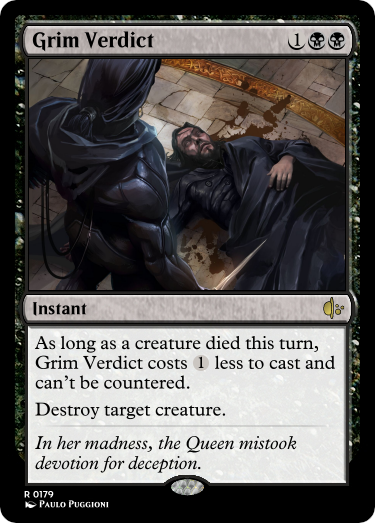 Grim Verdict 1
Instant
As long as a creature died this turn,
Grim Verdict costs 1 less to cast and
can't be countered.
Destroy target creature.
In her madness, the Queen mistook
devotion for deception.
R 0179
Paulo Puggioni